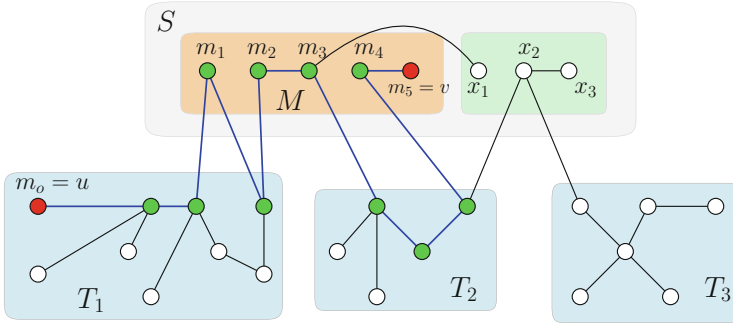 S
m₁ m₂ m₃ m₄ x₂
M m₅ = v x₁ x₃
mₒ = u
T₁ T₂ T₃